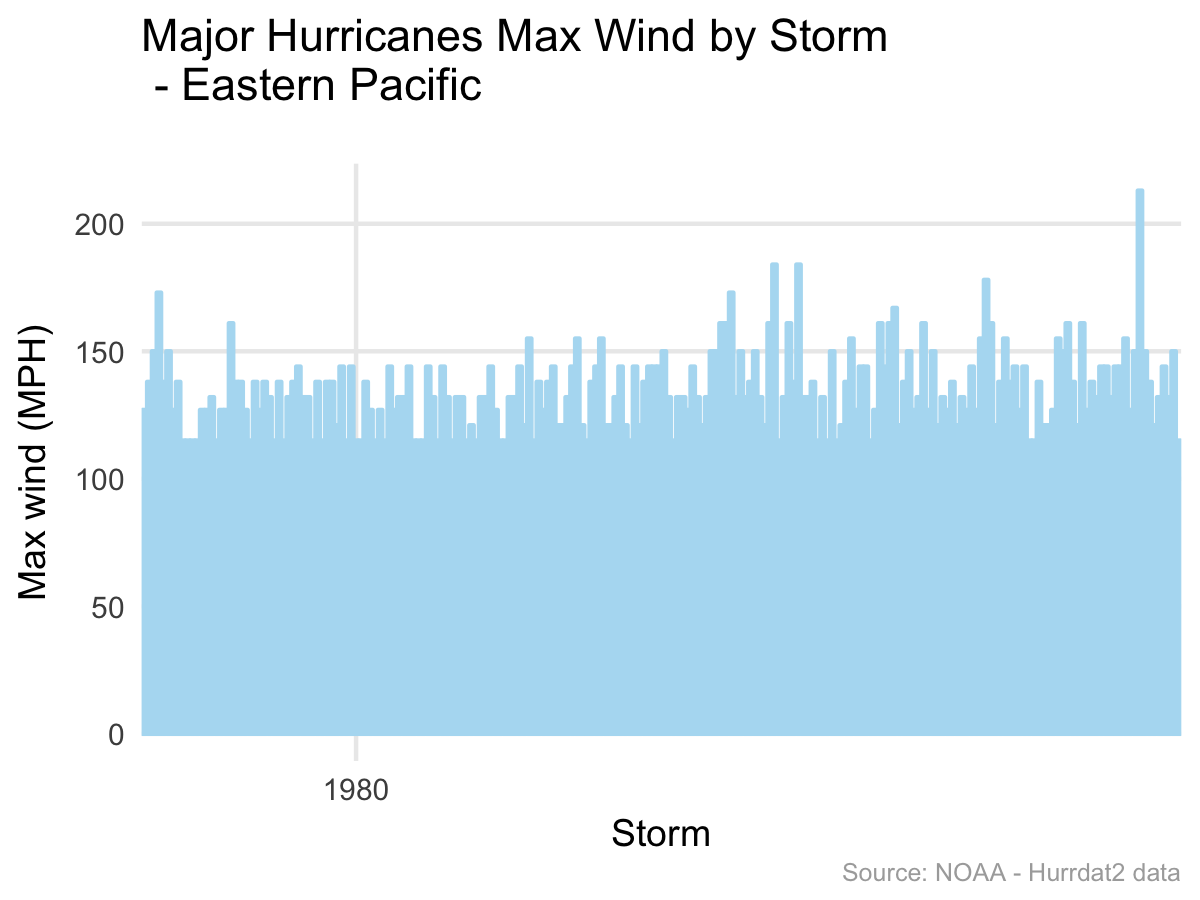 Major Hurricanes Max Wind by Storm
- Eastern Pacific
200
150
100
50
0
Max wind (MPH)
1980
Storm
Source: NOAA - Hurrdat2 data